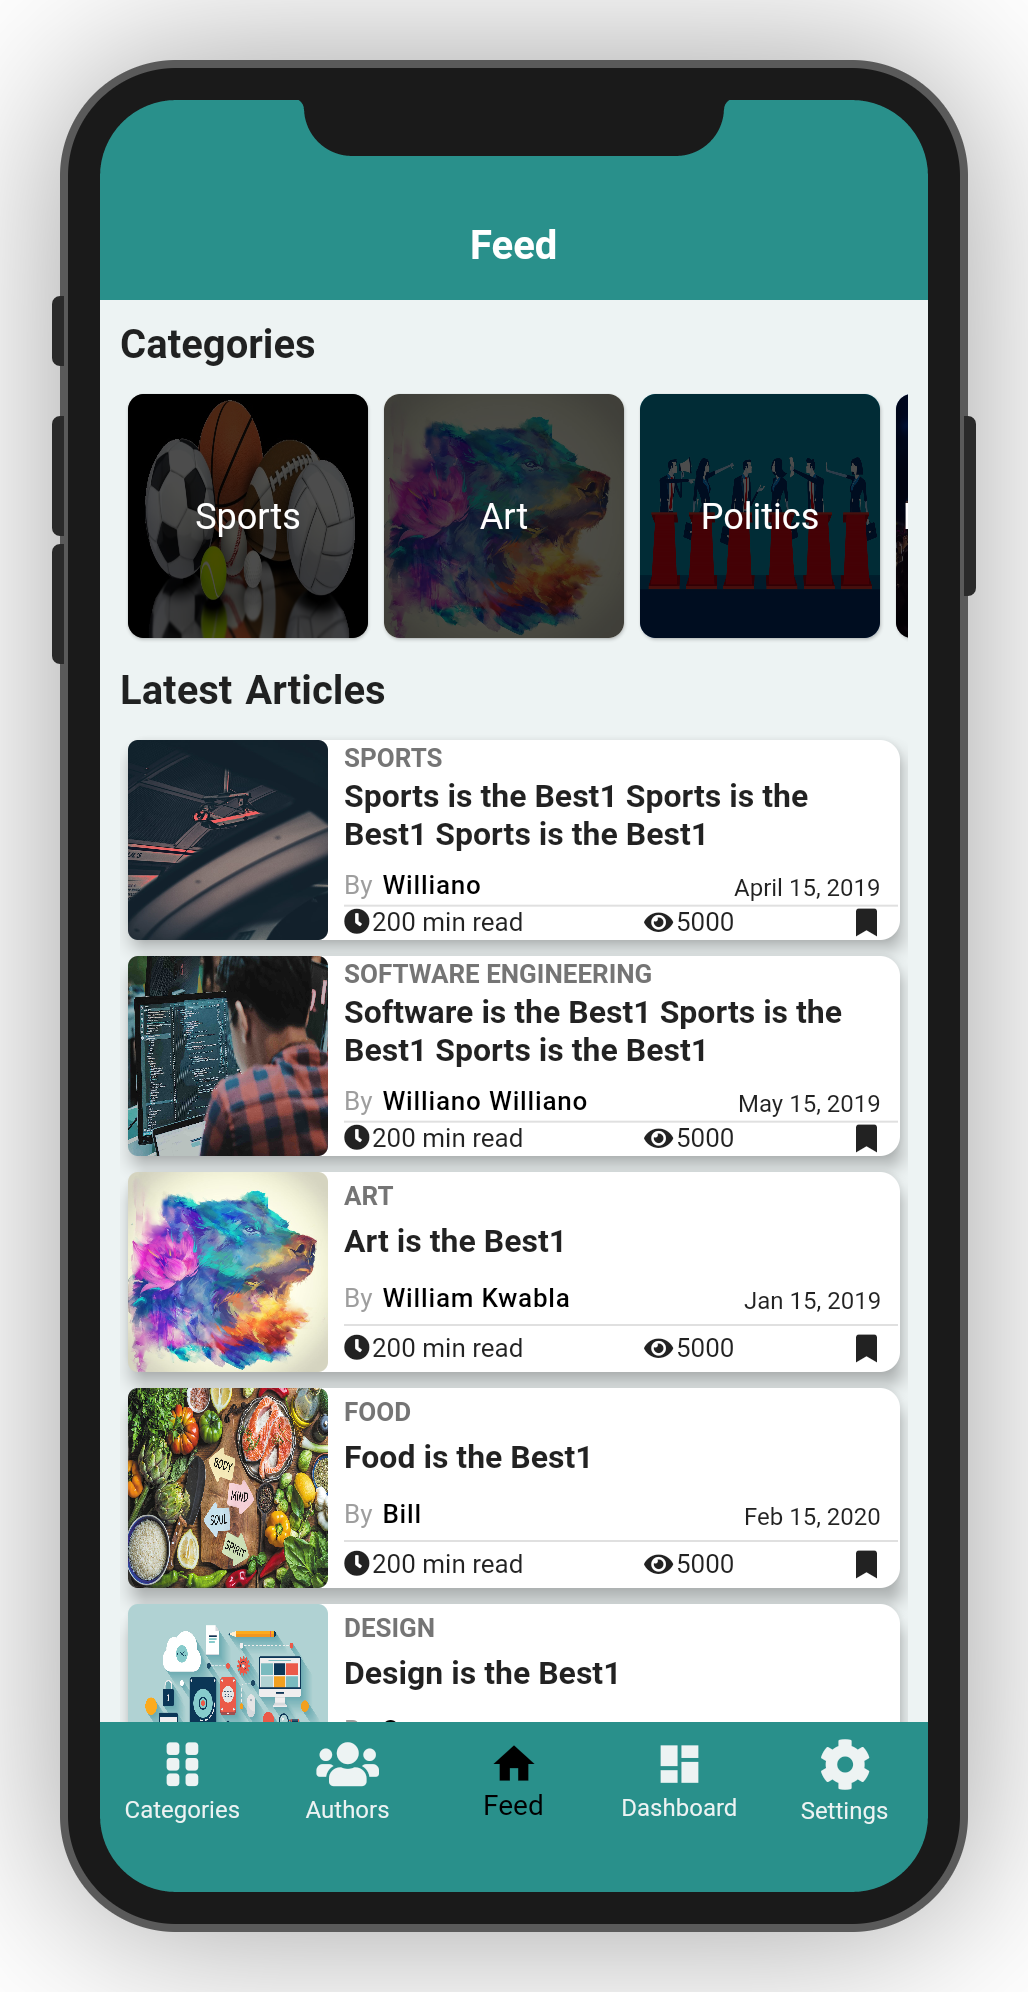 Feed
Categories
Sports
Art
Politics
Latest Articles
SPORTS
Sports is the Best1 Sports is the
Best1 Sports is the Best1
By Williano
April 15, 2019
200 min read
5000
SOFTWARE ENGINEERING
Software is the Best1 Sports is the
Best1 Sports is the Best1
By Williano Williano
May 15, 2019
200 min read
5000
ART
Art is the Best1
By William Kwabla
Jan 15, 2019
200 min read
5000
BODY
MIND
SOUL
SPIRIT
FOOD
Food is the Best1
By Bill
Feb 15, 2020
200 min read
5000
DESIGN
Design is the Best1
Categories
Authors
Feed
Dashboard
Settings